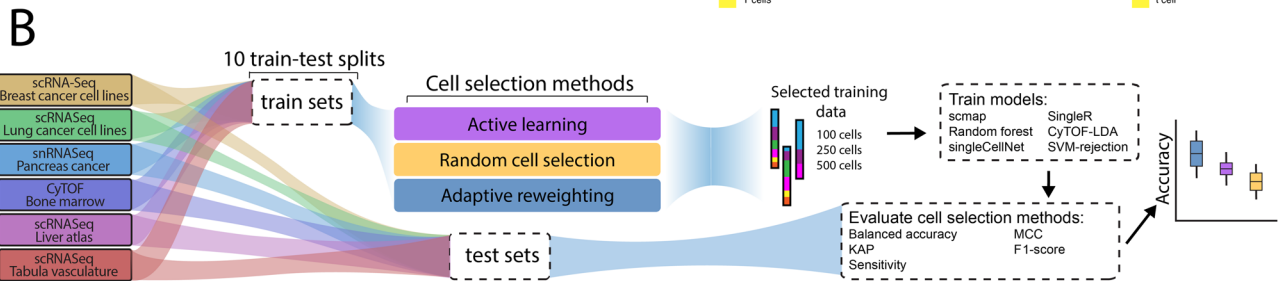 T cells
t cell
B
10 train-test splits
scRNA-Seq
Breast cancer cell lines
scRNASeq
Lung cancer cell lines
snRNASeq
Pancreas cancer
CyTOF
Bone marrow
scRNASeq
Liver atlas
scRNASeq
Tabula vasculature
train sets
test sets
Cell selection methods
Active learning
Random cell selection
Adaptive reweighting
Selected training
data
100 cells
250 cells
500 cells
Train models:
scmap
Random forest
singleCellNet
SingleR
CyTOF-LDA
SVM-rejection
Evaluate cell selection methods:
Balanced accuracy
KAP
Sensitivity
MCC
F1-score
Accuracy